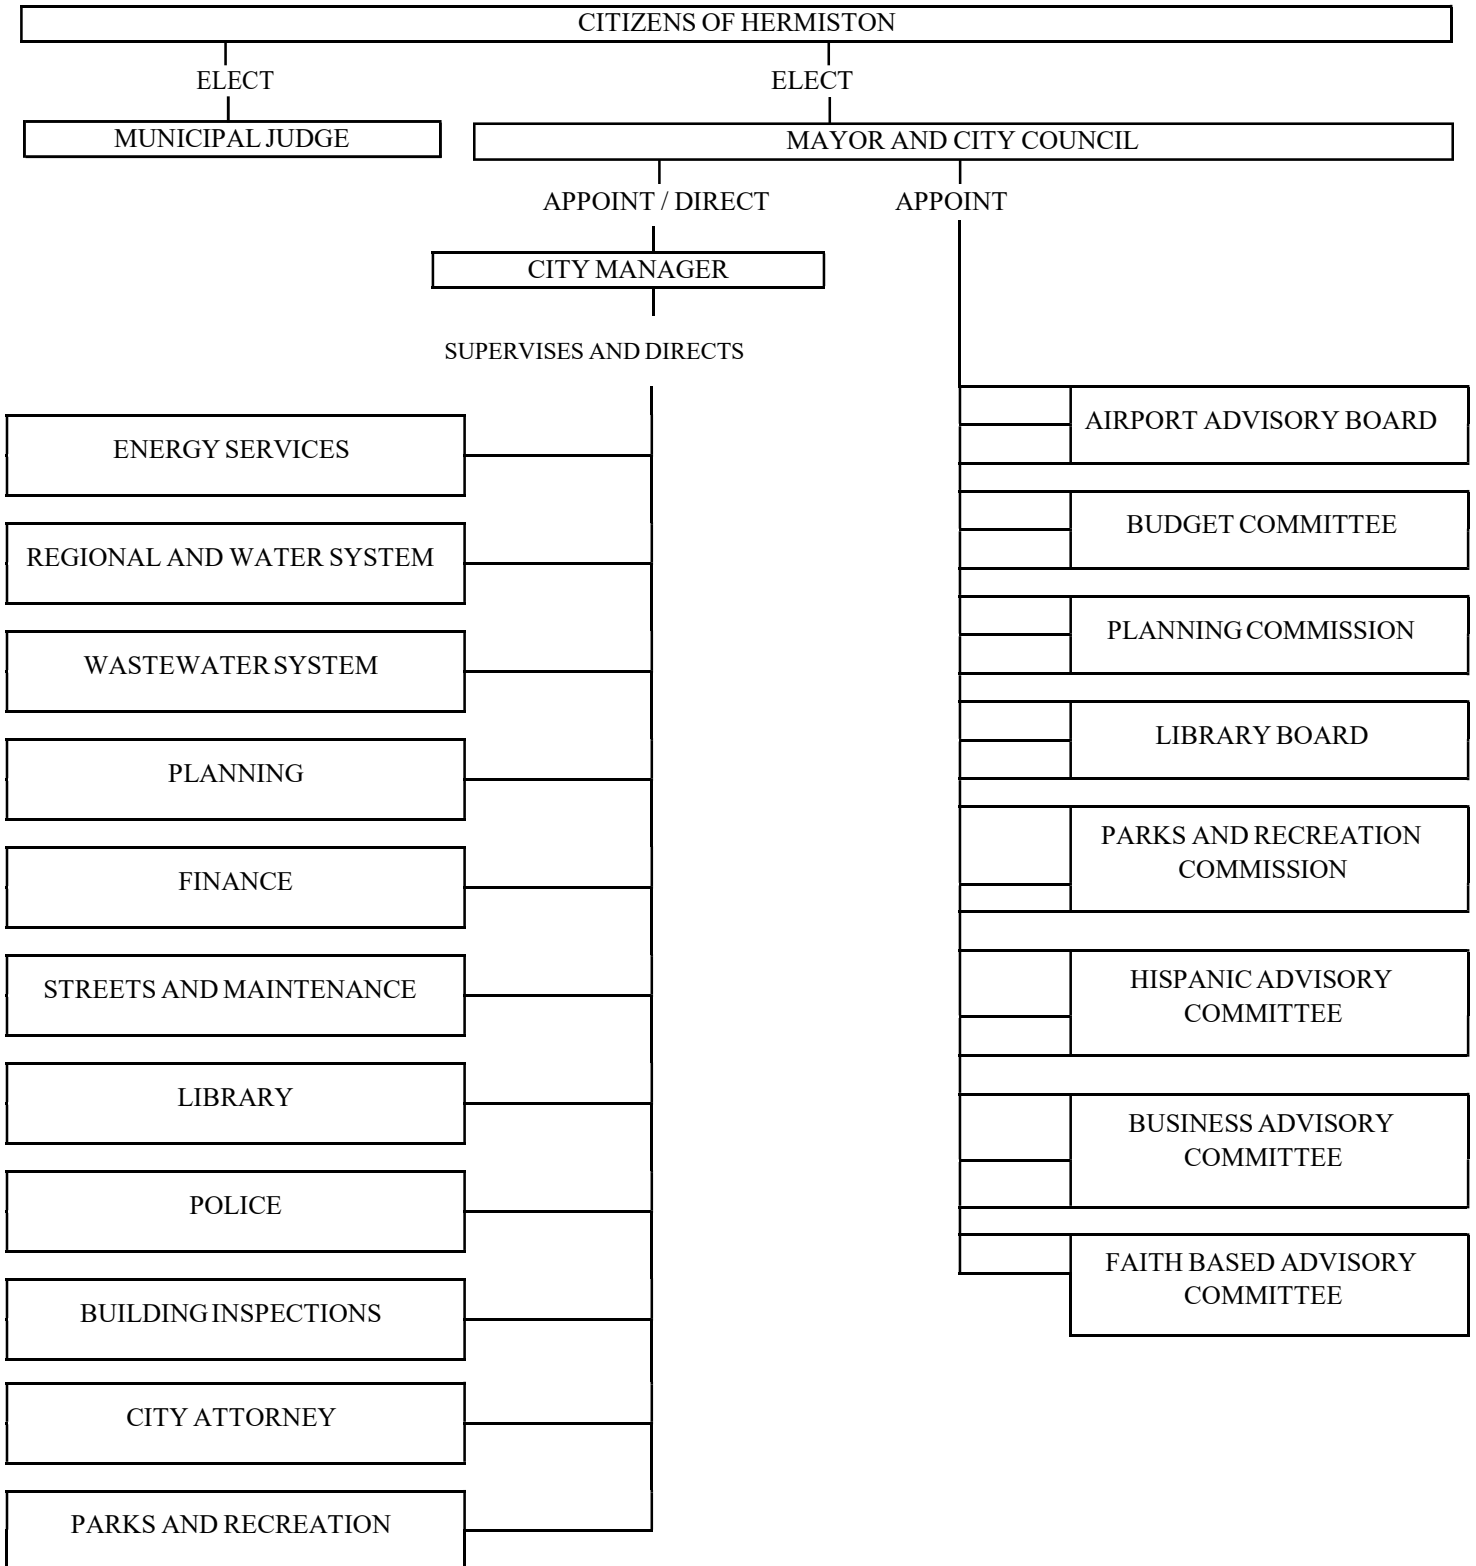 CITIZENS OF HERMISTON
ELECT
ELECT
MUNICIPAL JUDGE
MAYOR AND CITY COUNCIL
APPOINT / DIRECT
APPOINT
CITY MANAGER
SUPERVISES AND DIRECTS
ENERGY SERVICES
REGIONAL AND WATER SYSTEM
WASTEWATER SYSTEM
PLANNING
FINANCE
STREETS AND MAINTENANCE
LIBRARY
POLICE
BUILDING INSPECTIONS
CITY ATTORNEY
PARKS AND RECREATION
AIRPORT ADVISORY BOARD
BUDGET COMMITTEE
PLANNING COMMISSION
LIBRARY BOARD
PARKS AND RECREATION
COMMISSION
HISPANIC ADVISORY
COMMITTEE
BUSINESS ADVISORY
COMMITTEE
FAITH BASED ADVISORY
COMMITTEE